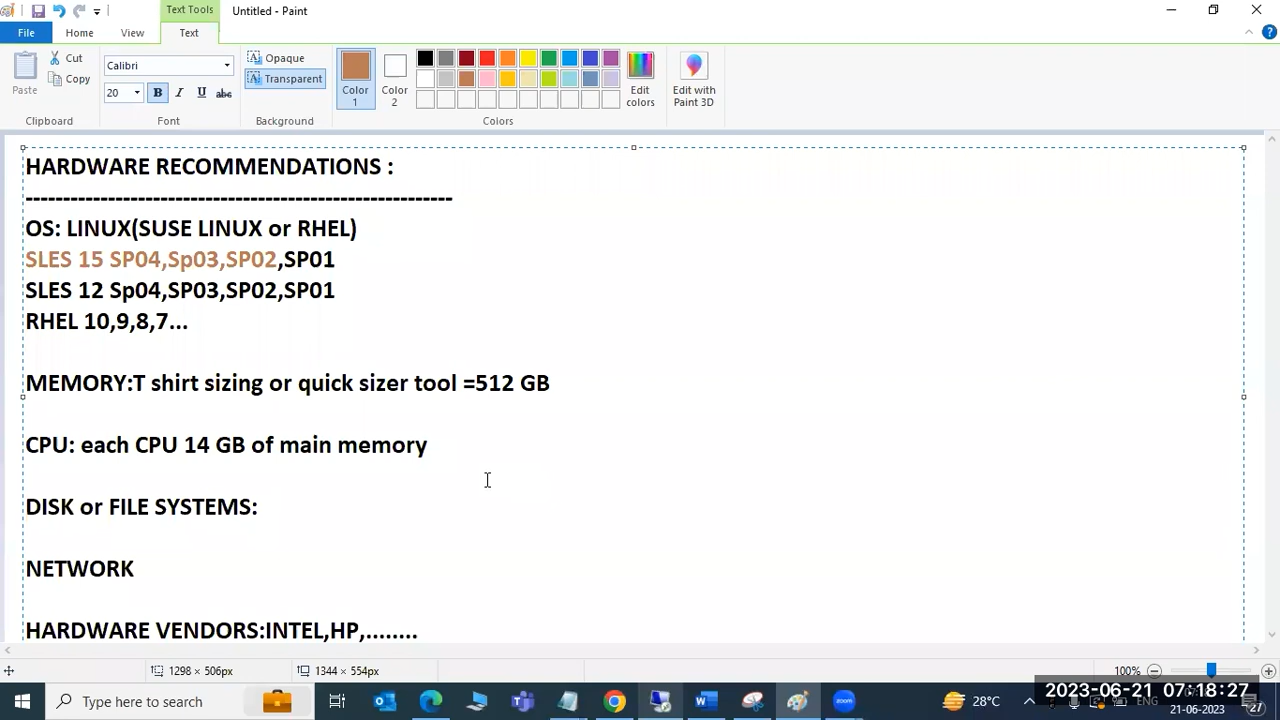 Text Tools
Untitled - Paint
File
Home
View
Text
Paste
Cut
Copy
Clipboard
Calibri
20
B
I
U
abc
Font
Opaque
Transparent
Background
Color 1
Color 2
Edit colors
Edit with Paint 3D
Colors
HARDWARE RECOMMENDATIONS :
---------------------------------------------------------
OS: LINUX(SUSE LINUX or RHEL)
SLES 15 SP04,Sp03,SP02,SP01
SLES 12 Sp04,SP03,SP02,SP01
RHEL 10,9,8,7...
MEMORY:T shirt sizing or quick sizer tool =512 GB
CPU: each CPU 14 GB of main memory
DISK or FILE SYSTEMS:
NETWORK
HARDWARE VENDORS:INTEL,HP,........
1298 × 506px
1344 × 554px
100%
Type here to search
zoom
28°C
ENG
2023-06-21 07:18:27
21-06-2023
27